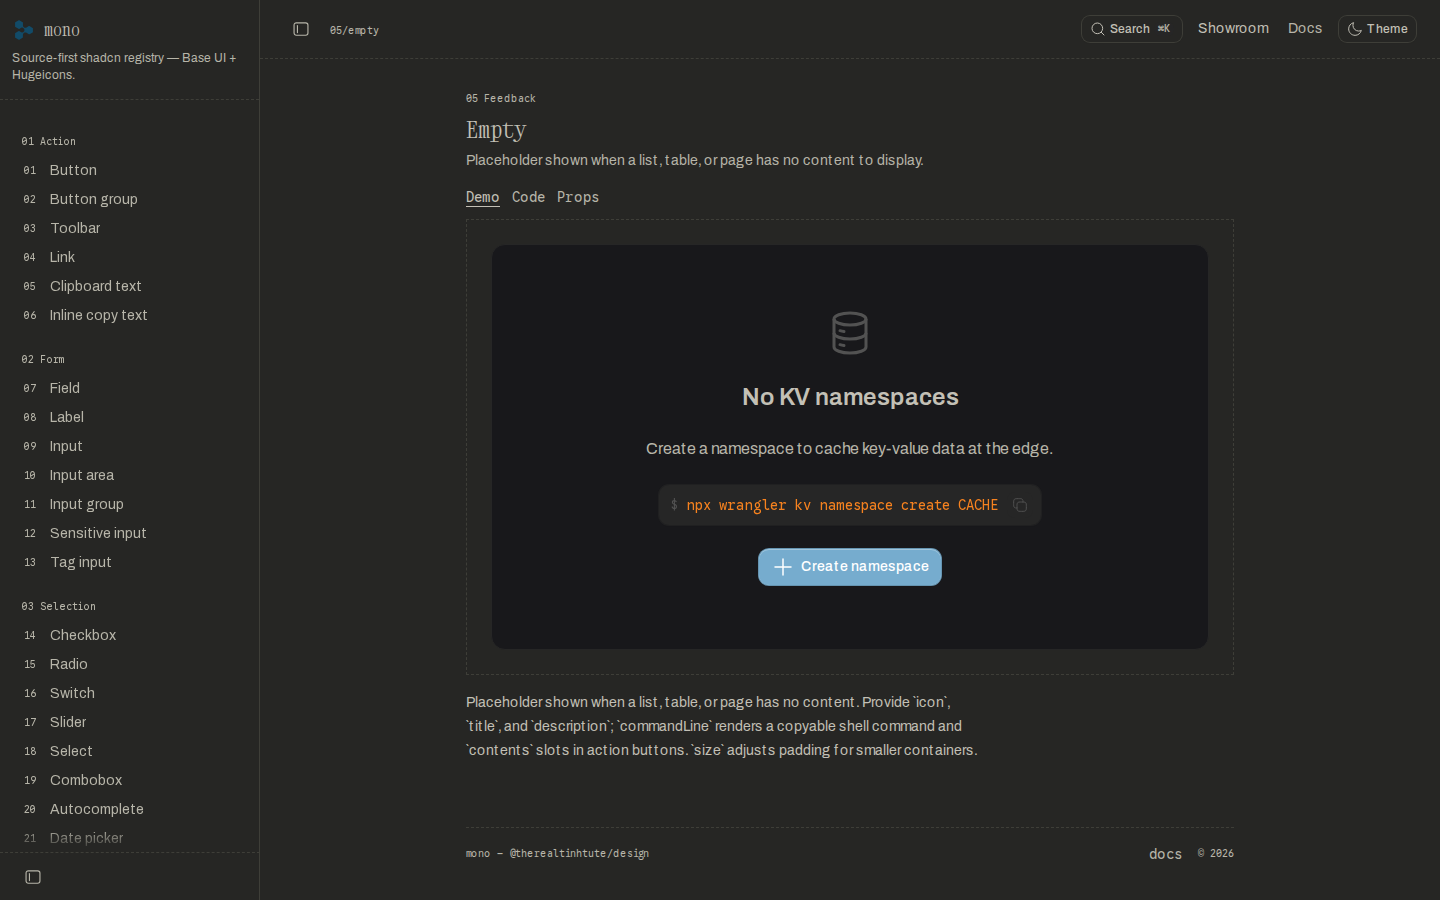 mono
Source-first shadcn registry — Base UI +
Hugeicons.
01 Action
01 Button
02 Button group
03 Toolbar
04 Link
05 Clipboard text
06 Inline copy text
02 Form
07 Field
08 Label
09 Input
10 Input area
11 Input group
12 Sensitive input
13 Tag input
03 Selection
14 Checkbox
15 Radio
16 Switch
17 Slider
18 Select
19 Combobox
20 Autocomplete
21 Date picker
05/empty
Search ⌘K
Showroom
Docs
Theme
05 Feedback
Empty
Placeholder shown when a list, table, or page has no content to display.
Demo Code Props
No KV namespaces
Create a namespace to cache key-value data at the edge.
$ npx wrangler kv namespace create CACHE
Create namespace
Placeholder shown when a list, table, or page has no content. Provide `icon`,
`title`, and `description`; `commandLine` renders a copyable shell command and
`contents` slots in action buttons. `size` adjusts padding for smaller containers.
mono — @therealtinhtute/design
docs © 2026